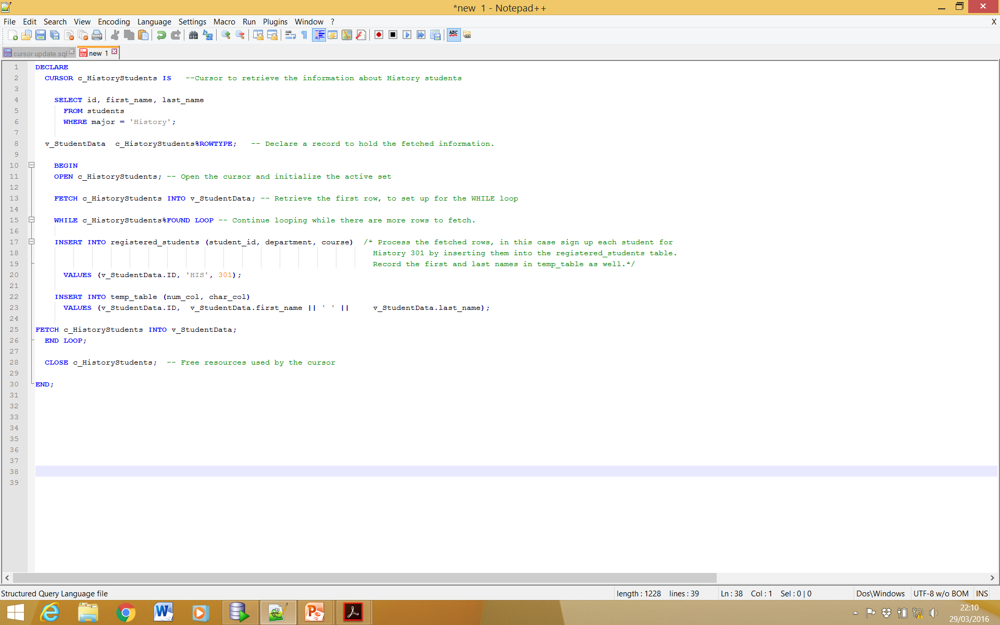 *new  1 - Notepad++
File Edit Search View Encoding Language Settings Macro Run Plugins Window ? X
ABC
cursor update.sql new 1
1 DECLARE
2 CURSOR c_HistoryStudents IS --Cursor to retrieve the information about History students
3
4 SELECT id, first_name, last_name
5 FROM students
6 WHERE major = 'History';
7
8 v_StudentData c_HistoryStudents%ROWTYPE; -- Declare a record to hold the fetched information.
9
10 BEGIN
11 OPEN c_HistoryStudents; -- Open the cursor and initialize the active set
12
13 FETCH c_HistoryStudents INTO v_StudentData; -- Retrieve the first row, to set up for the WHILE loop
14
15 WHILE c_HistoryStudents%FOUND LOOP -- Continue looping while there are more rows to fetch.
16
17 INSERT INTO registered_students (student_id, department, course) /* Process the fetched rows, in this case sign up each student for
18 History 301 by inserting them into the registered_students table.
19 Record the first and last names in temp_table as well.*/
20 VALUES (v_StudentData.ID, 'HIS', 301);
21
22 INSERT INTO temp_table (num_col, char_col)
23 VALUES (v_StudentData.ID, v_StudentData.first_name || ' ' || v_StudentData.last_name);
24
25 FETCH c_HistoryStudents INTO v_StudentData;
26 END LOOP;
27
28 CLOSE c_HistoryStudents; -- Free resources used by the cursor
29
30 END;
31
32
33
34
35
36
37
38
39
Structured Query Language file length : 1228 lines : 39 Ln : 38 Col : 1 Sel : 0 | 0 Dos\Windows UTF-8 w/o BOM INS
22:10
29/03/2016